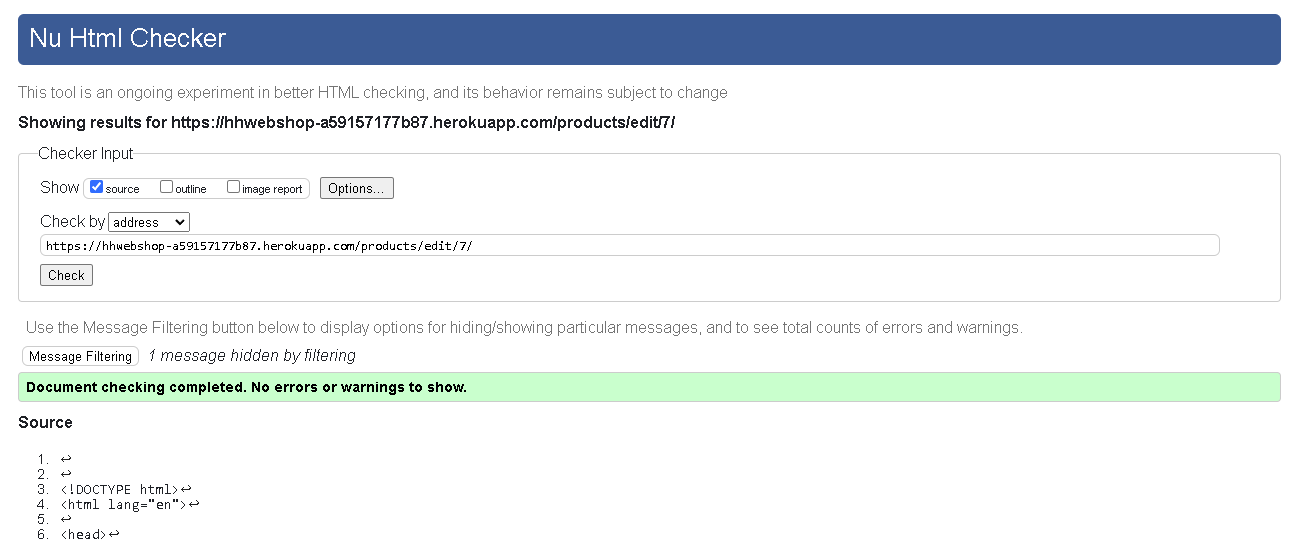 Nu Html Checker
This tool is an ongoing experiment in better HTML checking, and its behavior remains subject to change
Showing results for https://hhwebshop-a59157177b87.herokuapp.com/products/edit/7/
Checker Input
Show source outline image report Options...
Check by address
https://hhwebshop-a59157177b87.herokuapp.com/products/edit/7/
Check
Use the Message Filtering button below to display options for hiding/showing particular messages, and to see total counts of errors and warnings.
Message Filtering 1 message hidden by filtering
Document checking completed. No errors or warnings to show.
Source
1. ↩
2. ↩
3. <!DOCTYPE html>↩
4. <html lang="en">↩
5. ↩
6. <head>↩